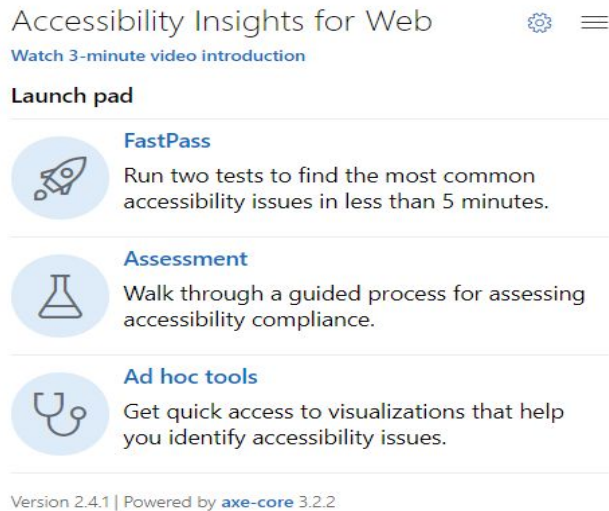 Accessibility Insights for Web
Watch 3-minute video introduction
Launch pad
FastPass
Run two tests to find the most common
accessibility issues in less than 5 minutes.
Assessment
Walk through a guided process for assessing
accessibility compliance.
Ad hoc tools
Get quick access to visualizations that help
you identify accessibility issues.
Version 2.4.1 | Powered by axe-core 3.2.2